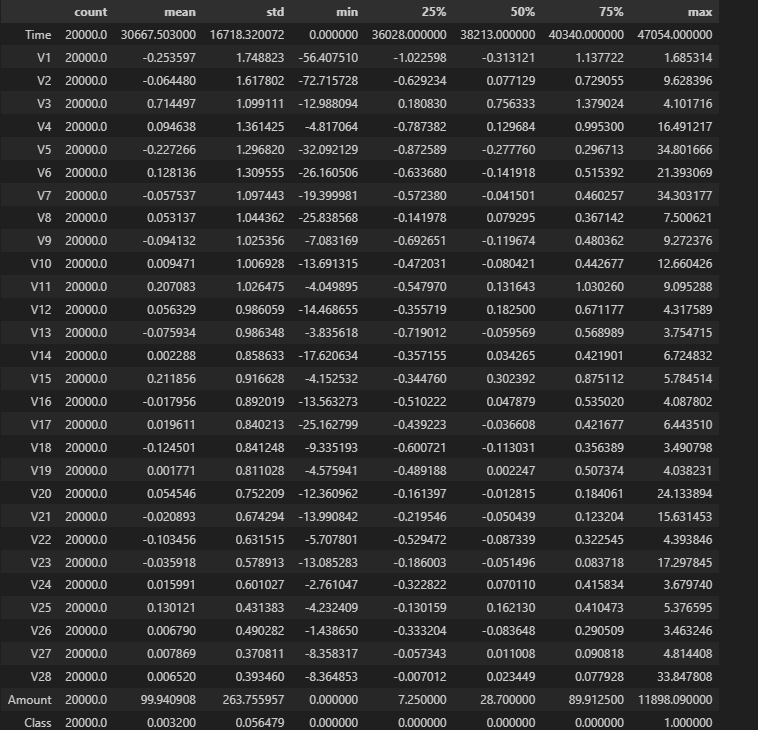 count mean std min 25% 50% 75% max
Time 20000.0 30667.503000 16718.320072 0.000000 36028.000000 38213.000000 40340.000000 47054.000000
V1 20000.0 -0.253597 1.748823 -56.407510 -1.022598 -0.313121 1.137722 1.685314
V2 20000.0 -0.064480 1.617802 -72.715728 -0.629234 0.077129 0.729055 9.628396
V3 20000.0 0.714497 1.099111 -12.988094 0.180830 0.756333 1.379024 4.101716
V4 20000.0 0.094638 1.361425 -4.817064 -0.787382 0.129684 0.995300 16.491217
V5 20000.0 -0.227266 1.296820 -32.092129 -0.872589 -0.277760 0.296713 34.801666
V6 20000.0 0.128136 1.309555 -26.160506 -0.633680 -0.141918 0.515392 21.393069
V7 20000.0 -0.057537 1.097443 -19.399981 -0.572380 -0.041501 0.460257 34.303177
V8 20000.0 0.053137 1.044362 -25.838568 -0.141978 0.079295 0.367142 7.500621
V9 20000.0 -0.094132 1.025356 -7.083169 -0.692651 -0.119674 0.480362 9.272376
V10 20000.0 0.009471 1.006928 -13.691315 -0.472031 -0.080421 0.442677 12.660426
V11 20000.0 0.207083 1.026475 -4.049895 -0.547970 0.131643 1.030260 9.095288
V12 20000.0 0.056329 0.986059 -14.468655 -0.355719 0.182500 0.671177 4.317589
V13 20000.0 -0.075934 0.986348 -3.835618 -0.719012 -0.059569 0.568989 3.754715
V14 20000.0 0.002288 0.858633 -17.620634 -0.357155 0.034265 0.421901 6.724832
V15 20000.0 0.211856 0.916628 -4.152532 -0.344760 0.302392 0.875112 5.784514
V16 20000.0 -0.017956 0.892019 -13.563273 -0.510222 0.047879 0.535020 4.087802
V17 20000.0 0.019611 0.840213 -25.162799 -0.439223 -0.036608 0.421677 6.443510
V18 20000.0 -0.124501 0.841248 -9.335193 -0.600721 -0.113031 0.356389 3.490798
V19 20000.0 0.001771 0.811028 -4.575941 -0.489188 0.002247 0.507374 4.038231
V20 20000.0 0.054546 0.752209 -12.360962 -0.161397 -0.012815 0.184061 24.133894
V21 20000.0 -0.020893 0.674294 -13.990842 -0.219546 -0.050439 0.123204 15.631453
V22 20000.0 -0.103456 0.631515 -5.707801 -0.529472 -0.087339 0.322545 4.393846
V23 20000.0 -0.035918 0.578913 -13.085283 -0.186003 -0.051496 0.083718 17.297845
V24 20000.0 0.015991 0.601027 -2.761047 -0.322822 0.070110 0.415834 3.679740
V25 20000.0 0.130121 0.431383 -4.232409 -0.130159 0.162130 0.410473 5.376595
V26 20000.0 0.006790 0.490282 -1.438650 -0.333204 -0.083648 0.290509 3.463246
V27 20000.0 0.007869 0.370811 -8.358317 -0.057343 0.011008 0.090818 4.814408
V28 20000.0 0.006520 0.393460 -8.364853 -0.007012 0.023449 0.077928 33.847808
Amount 20000.0 99.940908 263.755957 0.000000 7.250000 28.700000 89.912500 11898.090000
Class 20000.0 0.003200 0.056479 0.000000 0.000000 0.000000 0.000000 1.000000